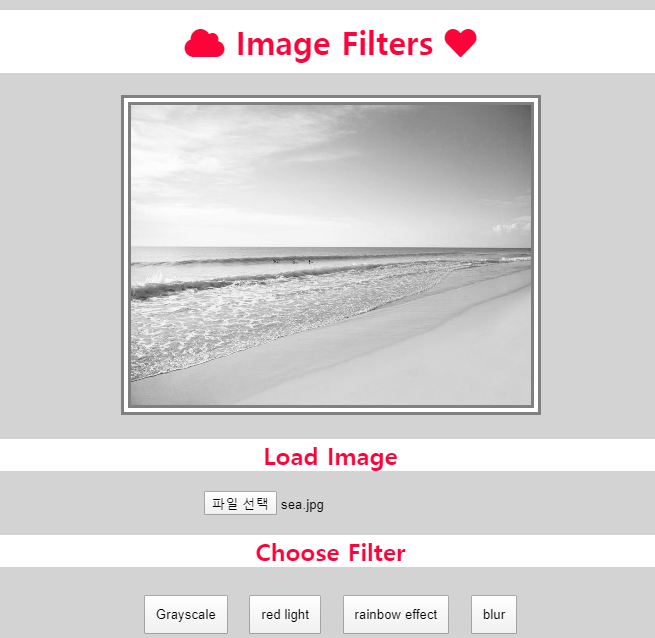 Image Filters
Load Image
파일 선택 sea.jpg
Choose Filter
Grayscale red light rainbow effect blur